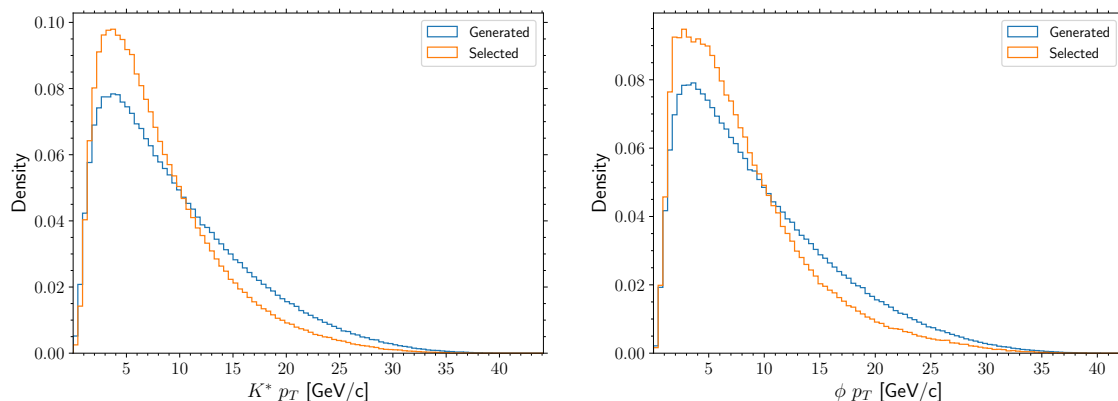 0.10
0.08
0.06
0.04
0.02
0.00
Density
5 10 15 20 25 30 35 40
K* p_T [GeV/c]
Generated
Selected
0.08
0.06
0.04
0.02
0.00
Density
5 10 15 20 25 30 35 40
ϕ p_T [GeV/c]
Generated
Selected